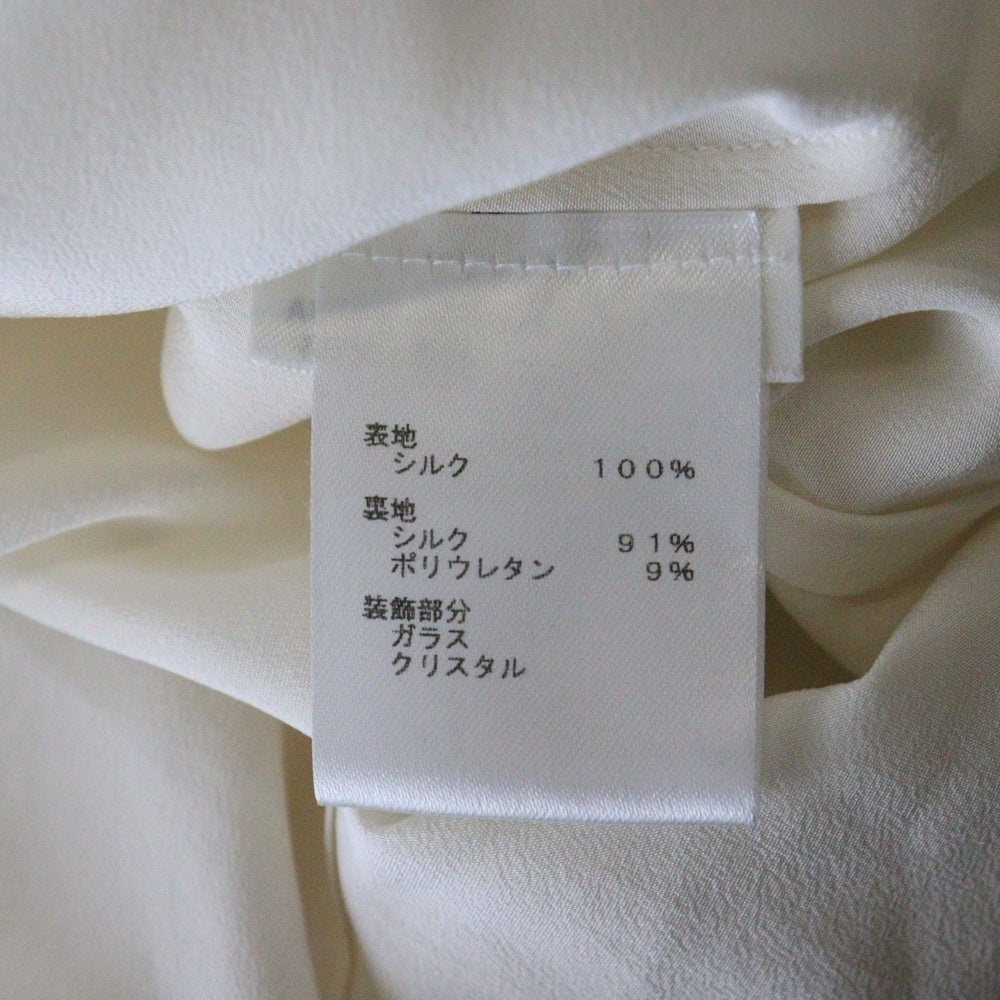 表地
シルク 100%
裏地
シルク 91%
ポリウレタン 9%
装飾部分
ガラス
クリスタル